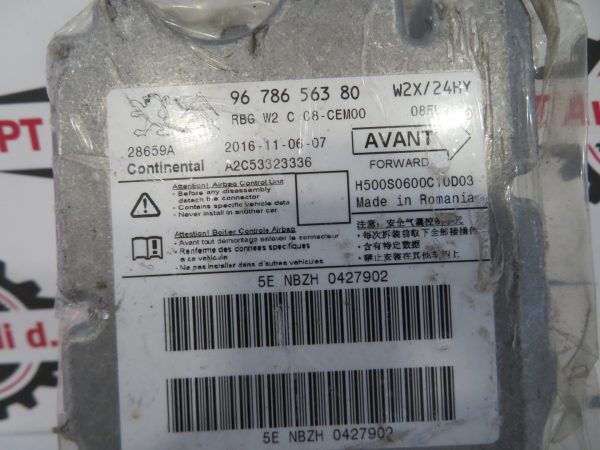 96 786 563 80
W2X/24HY
RBG W2 C C8-CEM00
28659A
2016-11-06-07
AVANT
FORWARD
Continental
A2C53323336
Attention! Airbag Control Unit
- Before any disassembly
detach the connector
- Contains specific vehicle data
- Never install in another car
H500S0600C10D03
Made in Romania
Attention! Boitier Controle Airbag
- Avant tout demontage enlever le connecteur
- Renferme des donnees specifiques
a ce vehicule
- Ne pas installer dans d'autres vehicules
注意: 安全气囊控制单元
• 每次拆装前取下全部接插件
• 含有特定数据
• 禁止安装在其他车辆上
5E NBZH 0427902
5E NBZH 0427902
PT
li d.